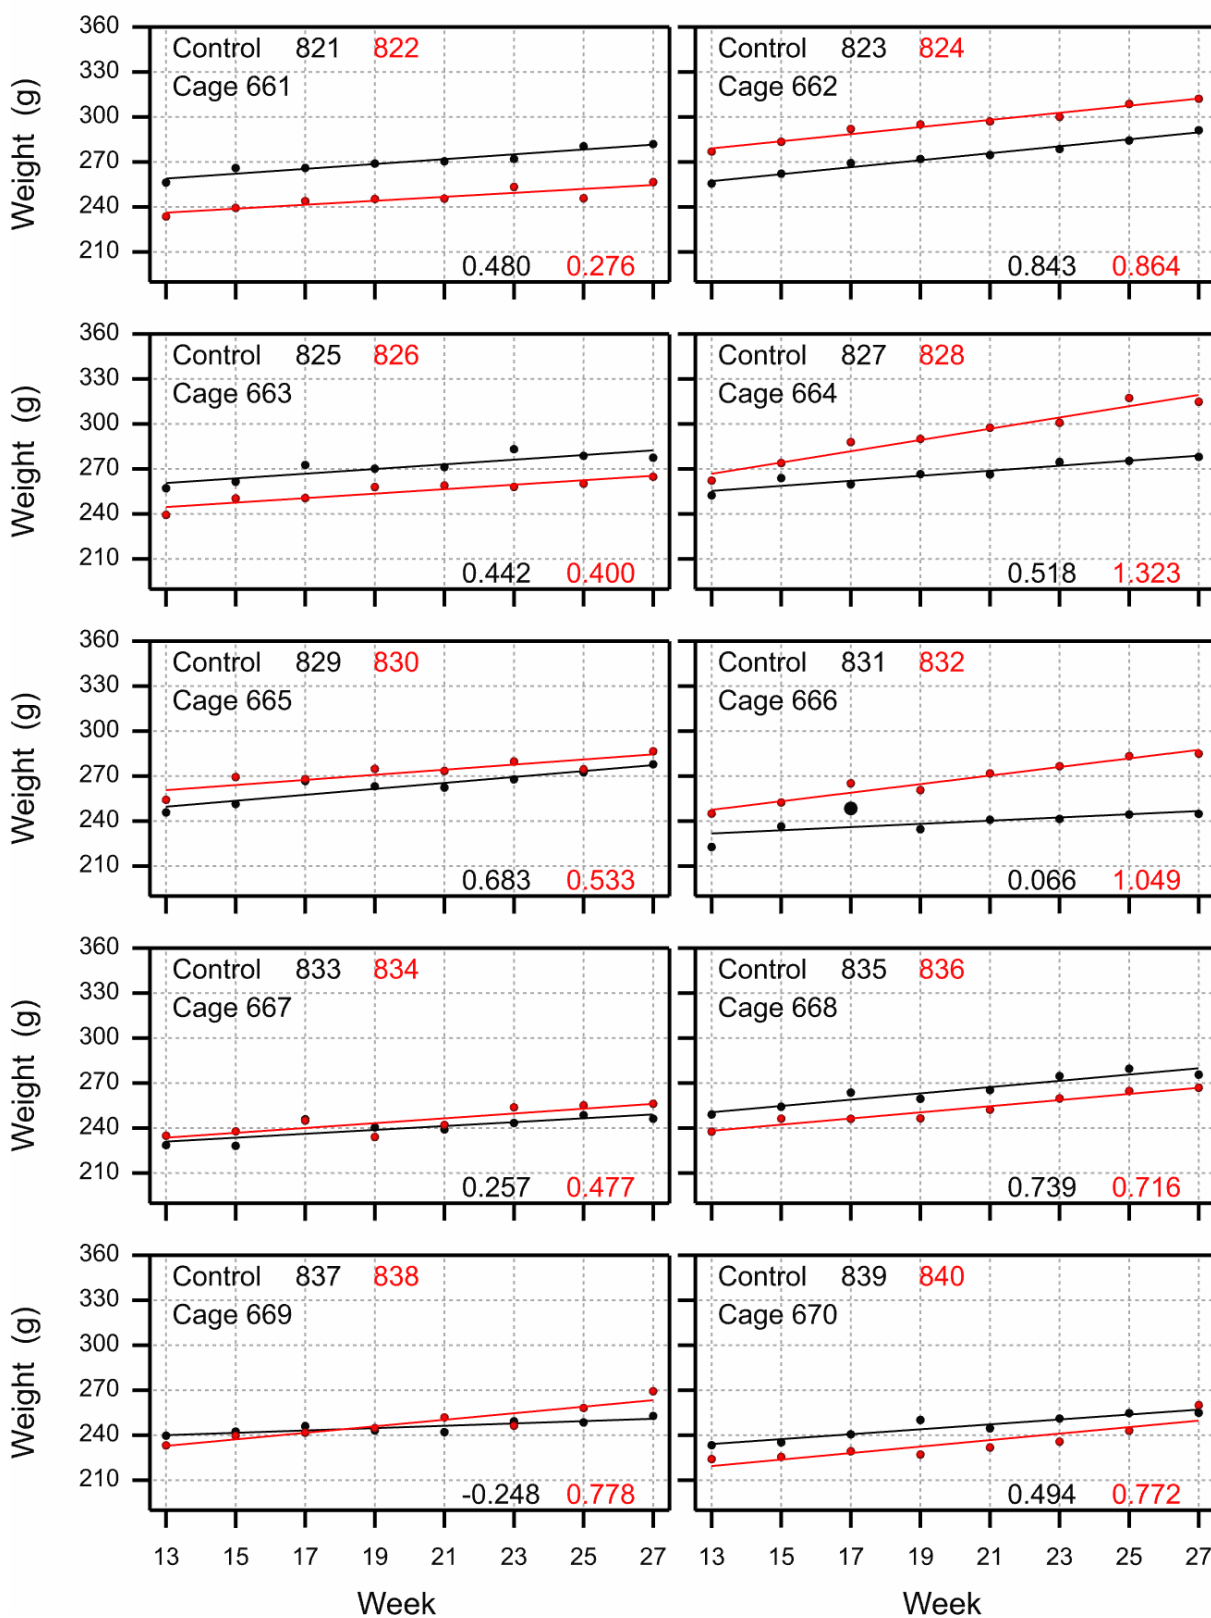 360 Control 821 822 Control 823 824
330 Cage 661 Cage 662
300
270
240
210
0.480 0.276 0.843 0.864
Weight (g)
360 Control 825 826 Control 827 828
330 Cage 663 Cage 664
300
270
240
210
0.442 0.400 0.518 1.323
Weight (g)
360 Control 829 830 Control 831 832
330 Cage 665 Cage 666
300
270
240
210
0.683 0.533 0.066 1.049
Weight (g)
360 Control 833 834 Control 835 836
330 Cage 667 Cage 668
300
270
240
210
0.257 0.477 0.739 0.716
Weight (g)
360 Control 837 838 Control 839 840
330 Cage 669 Cage 670
300
270
240
210
-0.248 0.778 0.494 0.772
Weight (g)
13 15 17 19 21 23 25 27 13 15 17 19 21 23 25 27
Week Week